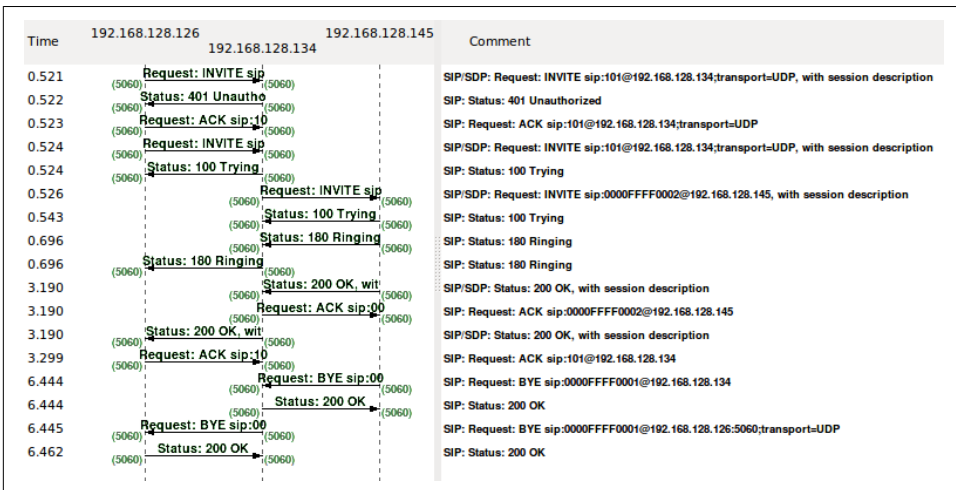 192.168.128.126 192.168.128.145
Time 192.168.128.134 Comment
0.521 Request: INVITE sip (5060) (5060) SIP/SDP: Request: INVITE sip:101@192.168.128.134;transport=UDP, with session description
0.522 Status: 401 Unautho (5060) (5060) SIP: Status: 401 Unauthorized
0.523 Request: ACK sip:10 (5060) (5060) SIP: Request: ACK sip:101@192.168.128.134;transport=UDP
0.524 Request: INVITE sip (5060) (5060) SIP/SDP: Request: INVITE sip:101@192.168.128.134;transport=UDP, with session description
0.524 Status: 100 Trying (5060) (5060) SIP: Status: 100 Trying
0.526 Request: INVITE sip (5060) (5060) SIP/SDP: Request: INVITE sip:0000FFFF0002@192.168.128.145, with session description
0.543 Status: 100 Trying (5060) (5060) SIP: Status: 100 Trying
0.696 Status: 180 Ringing (5060) (5060) SIP: Status: 180 Ringing
0.696 Status: 180 Ringing (5060) (5060) SIP: Status: 180 Ringing
3.190 Status: 200 OK, wit (5060) (5060) SIP/SDP: Status: 200 OK, with session description
3.190 Request: ACK sip:00 (5060) (5060) SIP: Request: ACK sip:0000FFFF0002@192.168.128.145
3.190 Status: 200 OK, wit (5060) (5060) SIP/SDP: Status: 200 OK, with session description
3.299 Request: ACK sip:10 (5060) (5060) SIP: Request: ACK sip:101@192.168.128.134
6.444 Request: BYE sip:00 (5060) (5060) SIP: Request: BYE sip:0000FFFF0001@192.168.128.134
6.444 Status: 200 OK (5060) (5060) SIP: Status: 200 OK
6.445 Request: BYE sip:00 (5060) (5060) SIP: Request: BYE sip:0000FFFF0001@192.168.128.126:5060;transport=UDP
6.462 Status: 200 OK (5060) (5060) SIP: Status: 200 OK